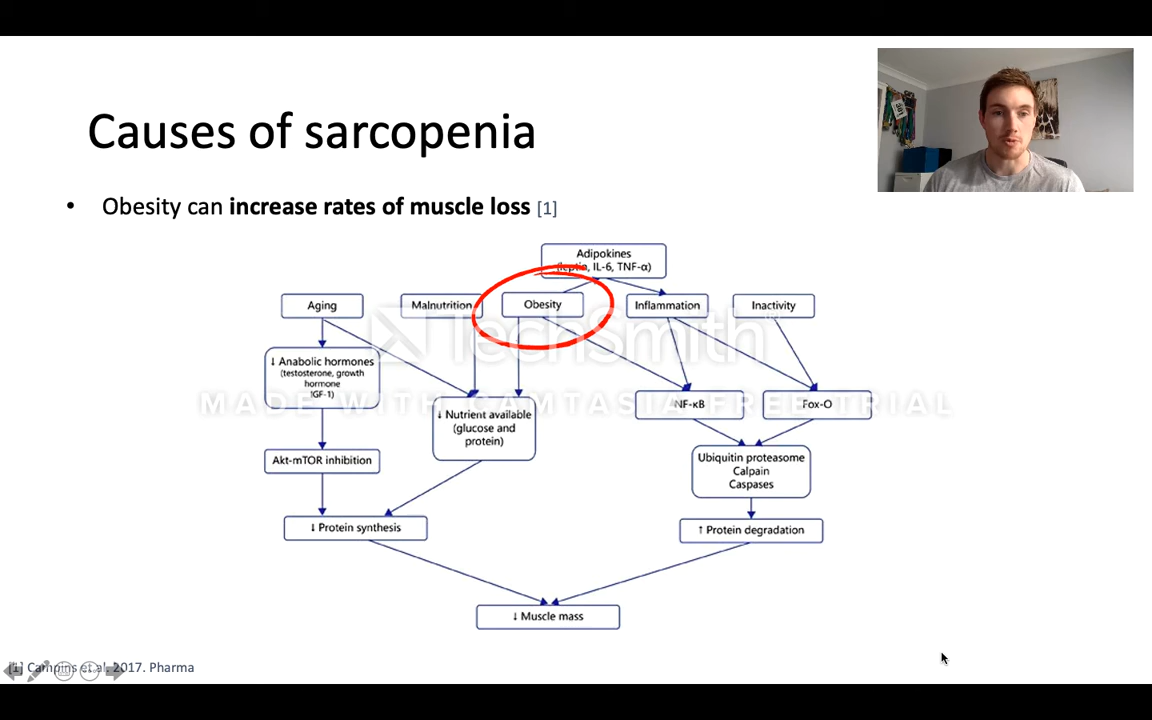 Causes of sarcopenia
• Obesity can increase rates of muscle loss [1]
Adipokines
(leptin, IL-6, TNF-α)
Aging
Malnutrition
Obesity
Inflammation
Inactivity
TechSmith
MADE WITH CAMTASIA FREE TRIAL
↓ Anabolic hormones
(testosterone, growth
hormone
IGF-1)
↓ Nutrient available
(glucose and
protein)
NF-κB
Fox-O
Akt-mTOR inhibition
Ubiquitin proteasome
Calpain
Caspases
↓ Protein synthesis
↑ Protein degradation
↓ Muscle mass
[1] Campins et al. 2017. Pharma